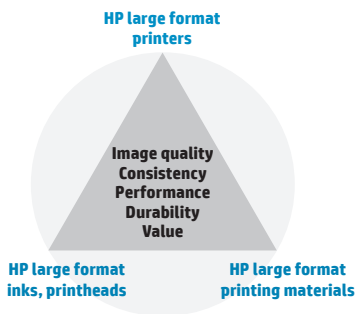 HP large format
printers
Image quality
Consistency
Performance
Durability
Value
HP large format
inks, printheads
HP large format
printing materials